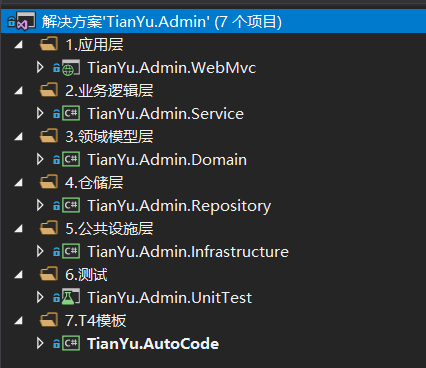 解决方案'TianYu.Admin' (7 个项目)
1.应用层
TianYu.Admin.WebMvc
2.业务逻辑层
C# TianYu.Admin.Service
3.领域模型层
C# TianYu.Admin.Domain
4.仓储层
C# TianYu.Admin.Repository
5.公共设施层
C# TianYu.Admin.Infrastructure
6.测试
TianYu.Admin.UnitTest
7.T4模板
C# TianYu.AutoCode